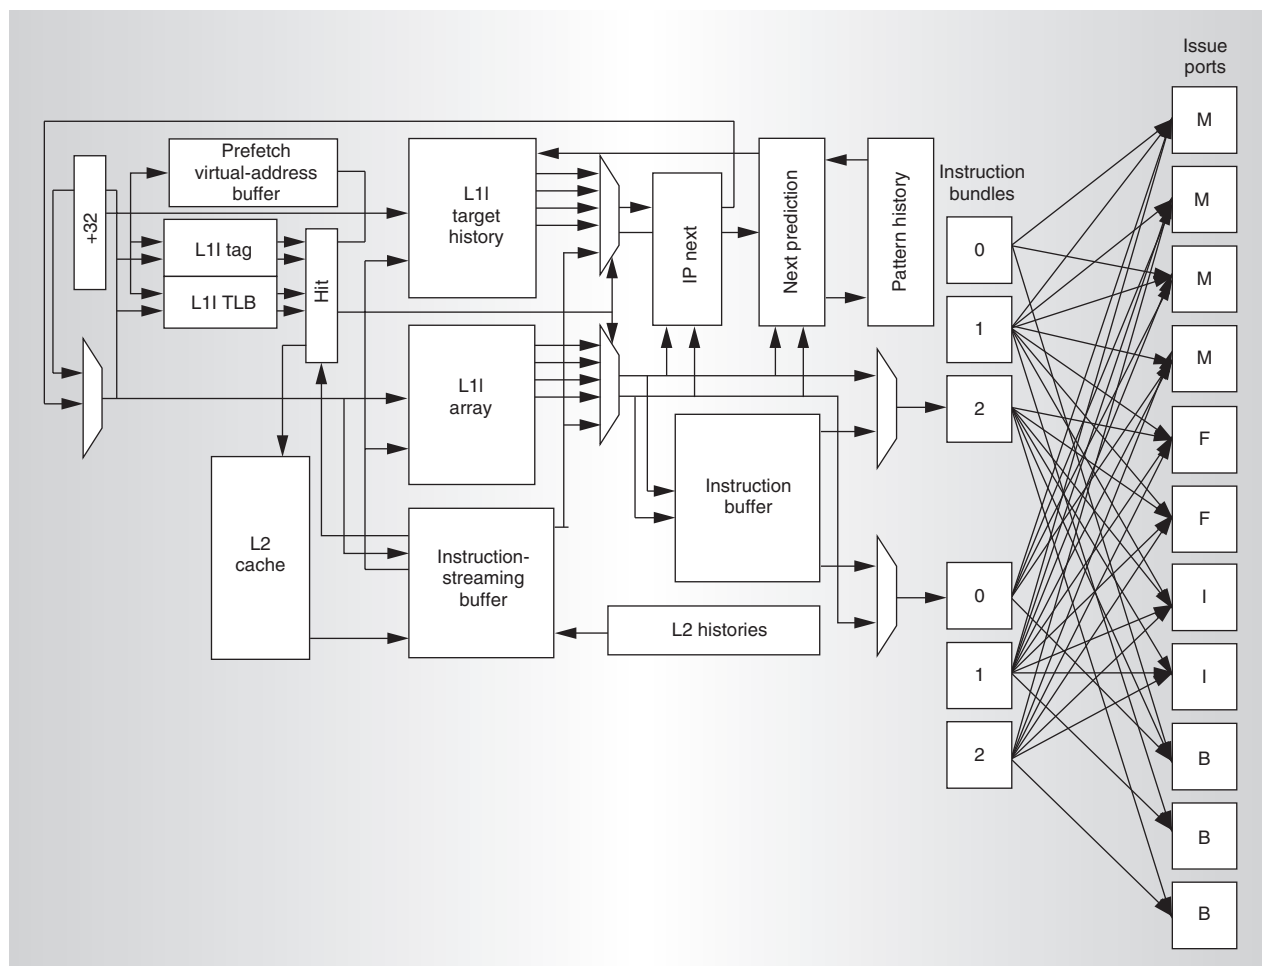 Issue
ports
M
M
M
M
F
F
I
I
B
B
B
Instruction
bundles
0
1
2
0
1
2
Prefetch
virtual-address
buffer
+32
L1I tag
L1I TLB
Hit
L1I
target
history
L1I
array
IP next
Next prediction
Pattern history
Instruction
buffer
L2
cache
Instruction-
streaming
buffer
L2 histories